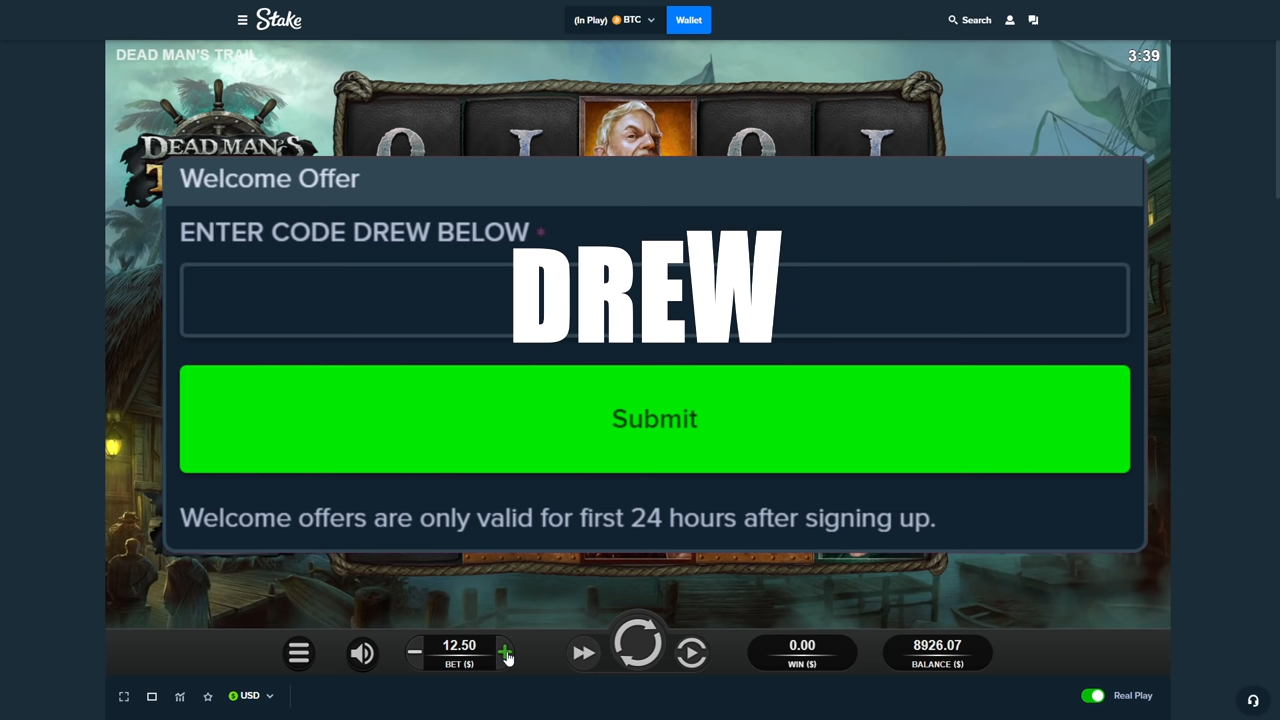 Stake
(In Play) BTC
Wallet
Search
DEAD MAN'S TRAIL
3:39
DEAD MAN'S
Welcome Offer
ENTER CODE DREW BELOW *
DREW
Submit
Welcome offers are only valid for first 24 hours after signing up.
12.50
BET ($)
0.00
WIN ($)
8926.07
BALANCE ($)
USD
Real Play